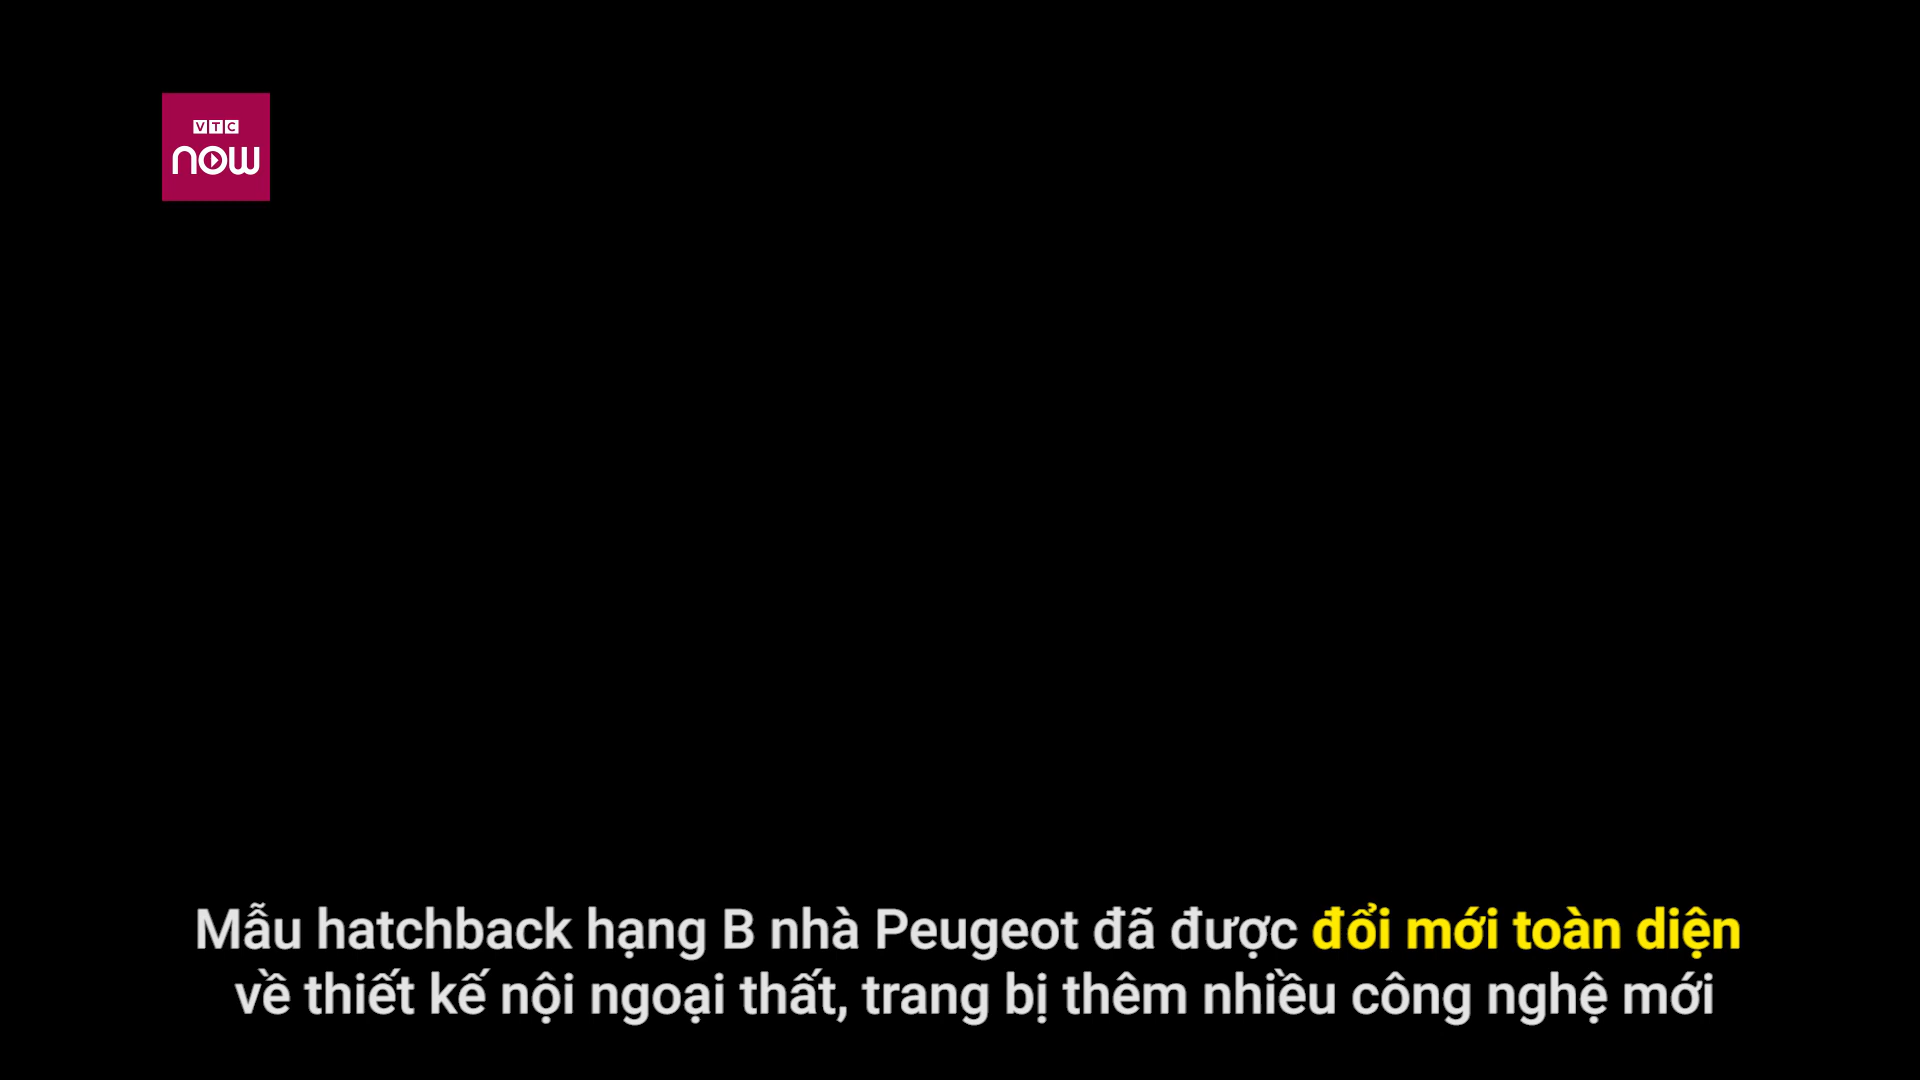 VTC
now
Mẫu hatchback hạng B nhà Peugeot đã được đổi mới toàn diện
về thiết kế nội ngoại thất, trang bị thêm nhiều công nghệ mới